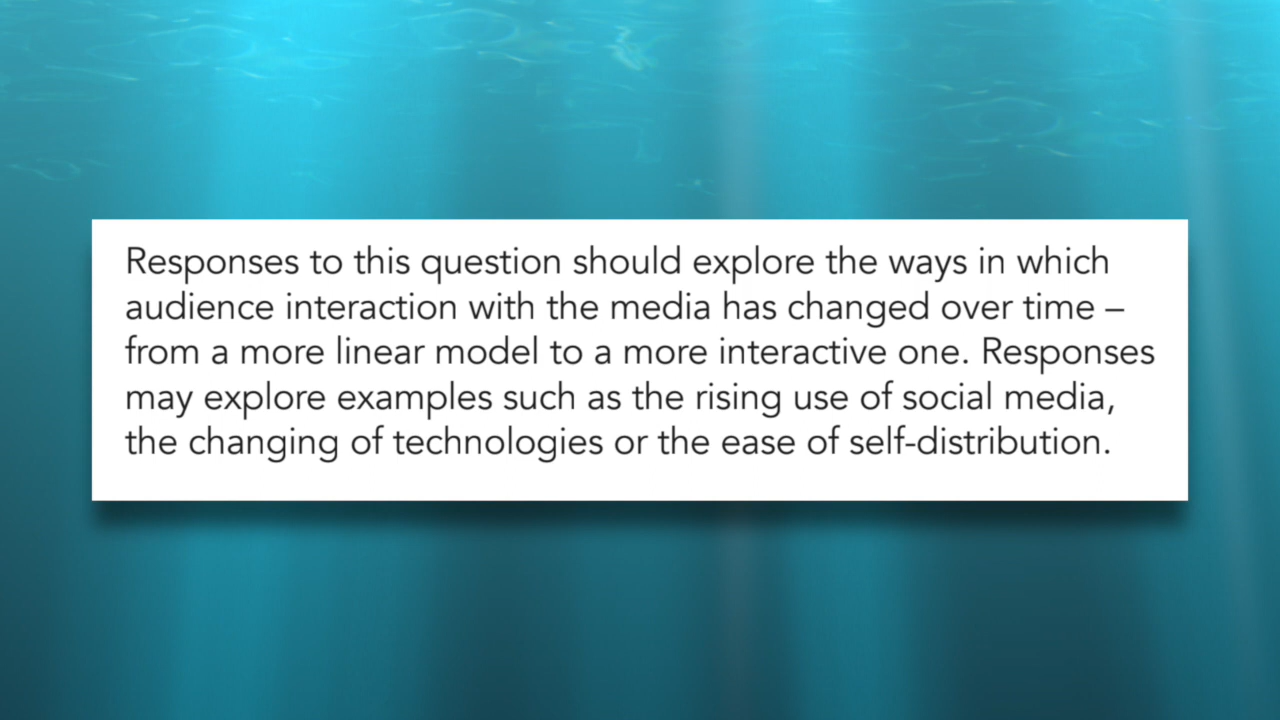 Responses to this question should explore the ways in which
audience interaction with the media has changed over time –
from a more linear model to a more interactive one. Responses
may explore examples such as the rising use of social media,
the changing of technologies or the ease of self-distribution.